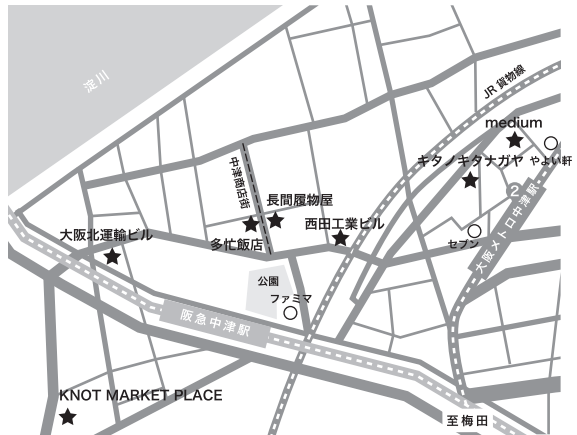 淀川
JR 貨物線
medium
キタノキタナガヤ
やよい軒
中津商店街
長間履物屋
西田工業ビル
2
大阪メトロ中津駅
大阪北運輸ビル
多忙飯店
セブン
公園
ファミマ
阪急中津駅
KNOT MARKET PLACE
至梅田